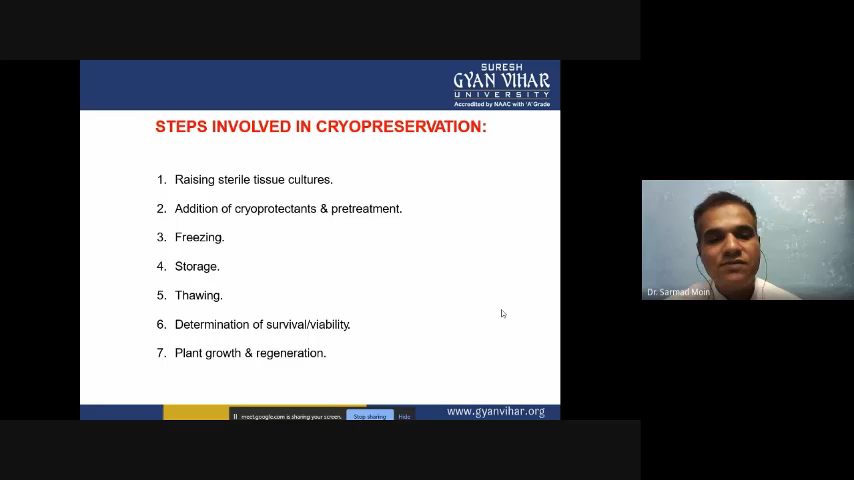 SURESH
GYAN VIHAR
UNIVERSITY
Accredited by NAAC with 'A' Grade
STEPS INVOLVED IN CRYOPRESERVATION:
1. Raising sterile tissue cultures.
2. Addition of cryoprotectants & pretreatment.
3. Freezing.
4. Storage.
5. Thawing.
6. Determination of survival/viability.
7. Plant growth & regeneration.
Dr. Sarmad Moin
meet.google.com is sharing your screen.
Stop sharing
Hide
www.gyanvihar.org